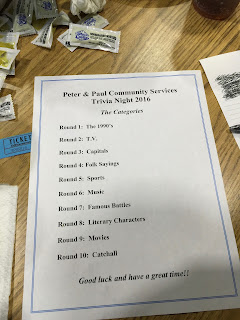 Peter & Paul Community Services
Trivia Night 2016
The Categories
Round 1: The 1990's
Round 2: T.V.
Round 3: Capitals
Round 4: Folk Sayings
Round 5: Sports
Round 6: Music
Round 7: Famous Battles
Round 8: Literary Characters
Round 9: Movies
Round 10: Catchall
Good luck and have a great time!!
TICKET